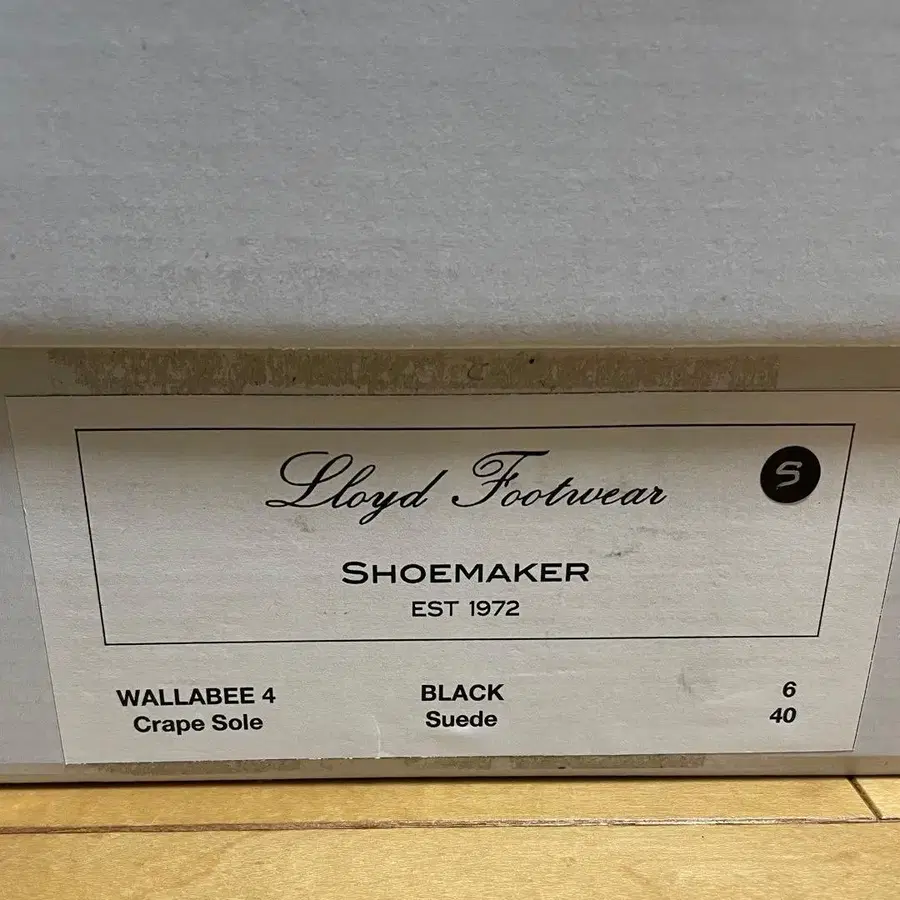 Lloyd Footwear
S
SHOEMAKER
EST 1972
WALLABEE 4 BLACK 6
Crape Sole Suede 40